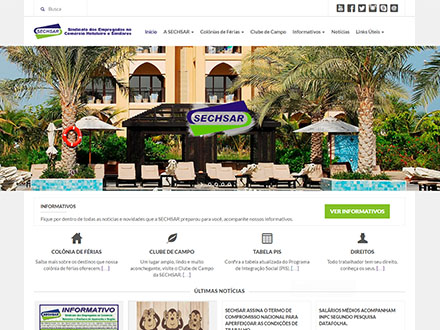 Busca
SECHSAR
Sindicato dos Empregados no
Comércio Hoteleiro e Similares
Início
A SECHSAR
Colônias de Férias
Clube de Campo
Informativos
Notícias
Links Úteis
SECHSAR
INFORMATIVOS
Fique por dentro de todas as notícias e novidades que a SECHSAR preparou para você, acompanhe nossos informativos.
VER INFORMATIVOS
COLÔNIA DE FÉRIAS
Saiba mais sobre os destinos que nossa
colônia de férias oferecem [...]
CLUBE DE CAMPO
Um lugar amplo, lindo e muito
aconchegante, visite o Clube de Campo
da SECHSAR. [...]
TABELA PIS
Confira a tabela atualizada do Programa
de Integração Social (PIS). [...]
DIREITOS
Todo trabalhador tem seu direito,
conheça os seus. [...]
ÚLTIMAS NOTÍCIAS
INFORMATIVO
SECHSAR ASSINA O TERMO DE
COMPROMISSO NACIONAL PARA
APERFEIÇOAR AS CONDIÇÕES DE
TRABALHO
SALÁRIOS MÉDIOS ACOMPANHAM
INPC SEGUNDO PESQUISA
DATAFOLHA.